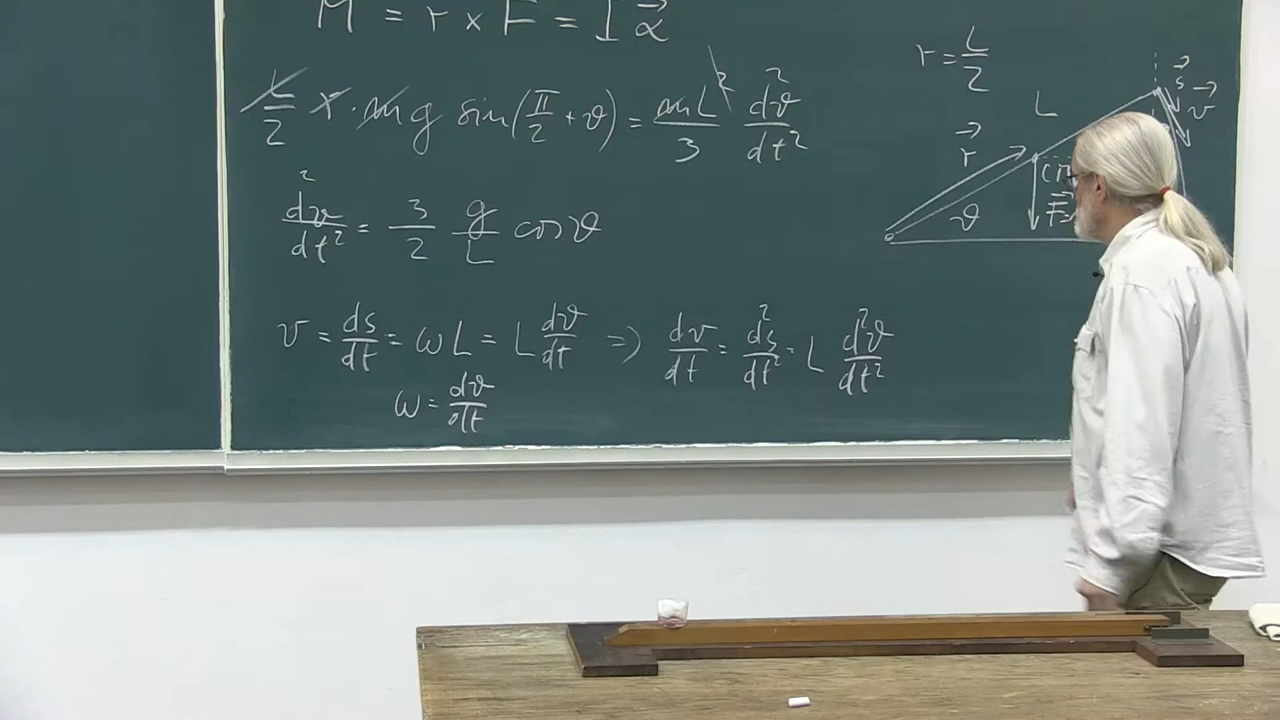 M = r × F = I α⃗
L/2 r · m g sin(π/2 + ϑ) = mL²/3 d²ϑ/dt²
d²ϑ/dt² = 3/2 g/L cos ϑ
v = ds/dt = ωL = L dϑ/dt ⇒ dv/dt = d²s/dt² = L d²ϑ/dt²
ω = dϑ/dt
r = L/2
L
s⃗
v⃗
r⃗
ϑ